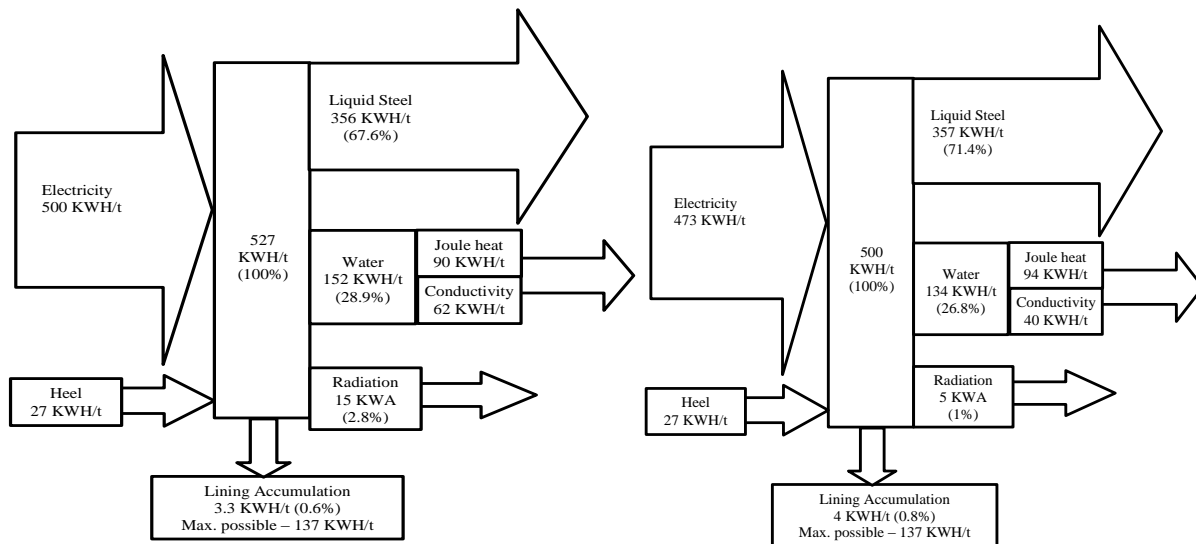 Liquid Steel
356 KWH/t
(67.6%)
Electricity
500 KWH/t
527
KWH/t
(100%)
Water
152 KWH/t
(28.9%)
Joule heat
90 KWH/t
Conductivity
62 KWH/t
Heel
27 KWH/t
Radiation
15 KWA
(2.8%)
Lining Accumulation
3.3 KWH/t (0.6%)
Max. possible – 137 KWH/t
Liquid Steel
357 KWH/t
(71.4%)
Electricity
473 KWH/t
500
KWH/t
(100%)
Water
134 KWH/t
(26.8%)
Joule heat
94 KWH/t
Conductivity
40 KWH/t
Heel
27 KWH/t
Radiation
5 KWA
(1%)
Lining Accumulation
4 KWH/t (0.8%)
Max. possible – 137 KWH/t